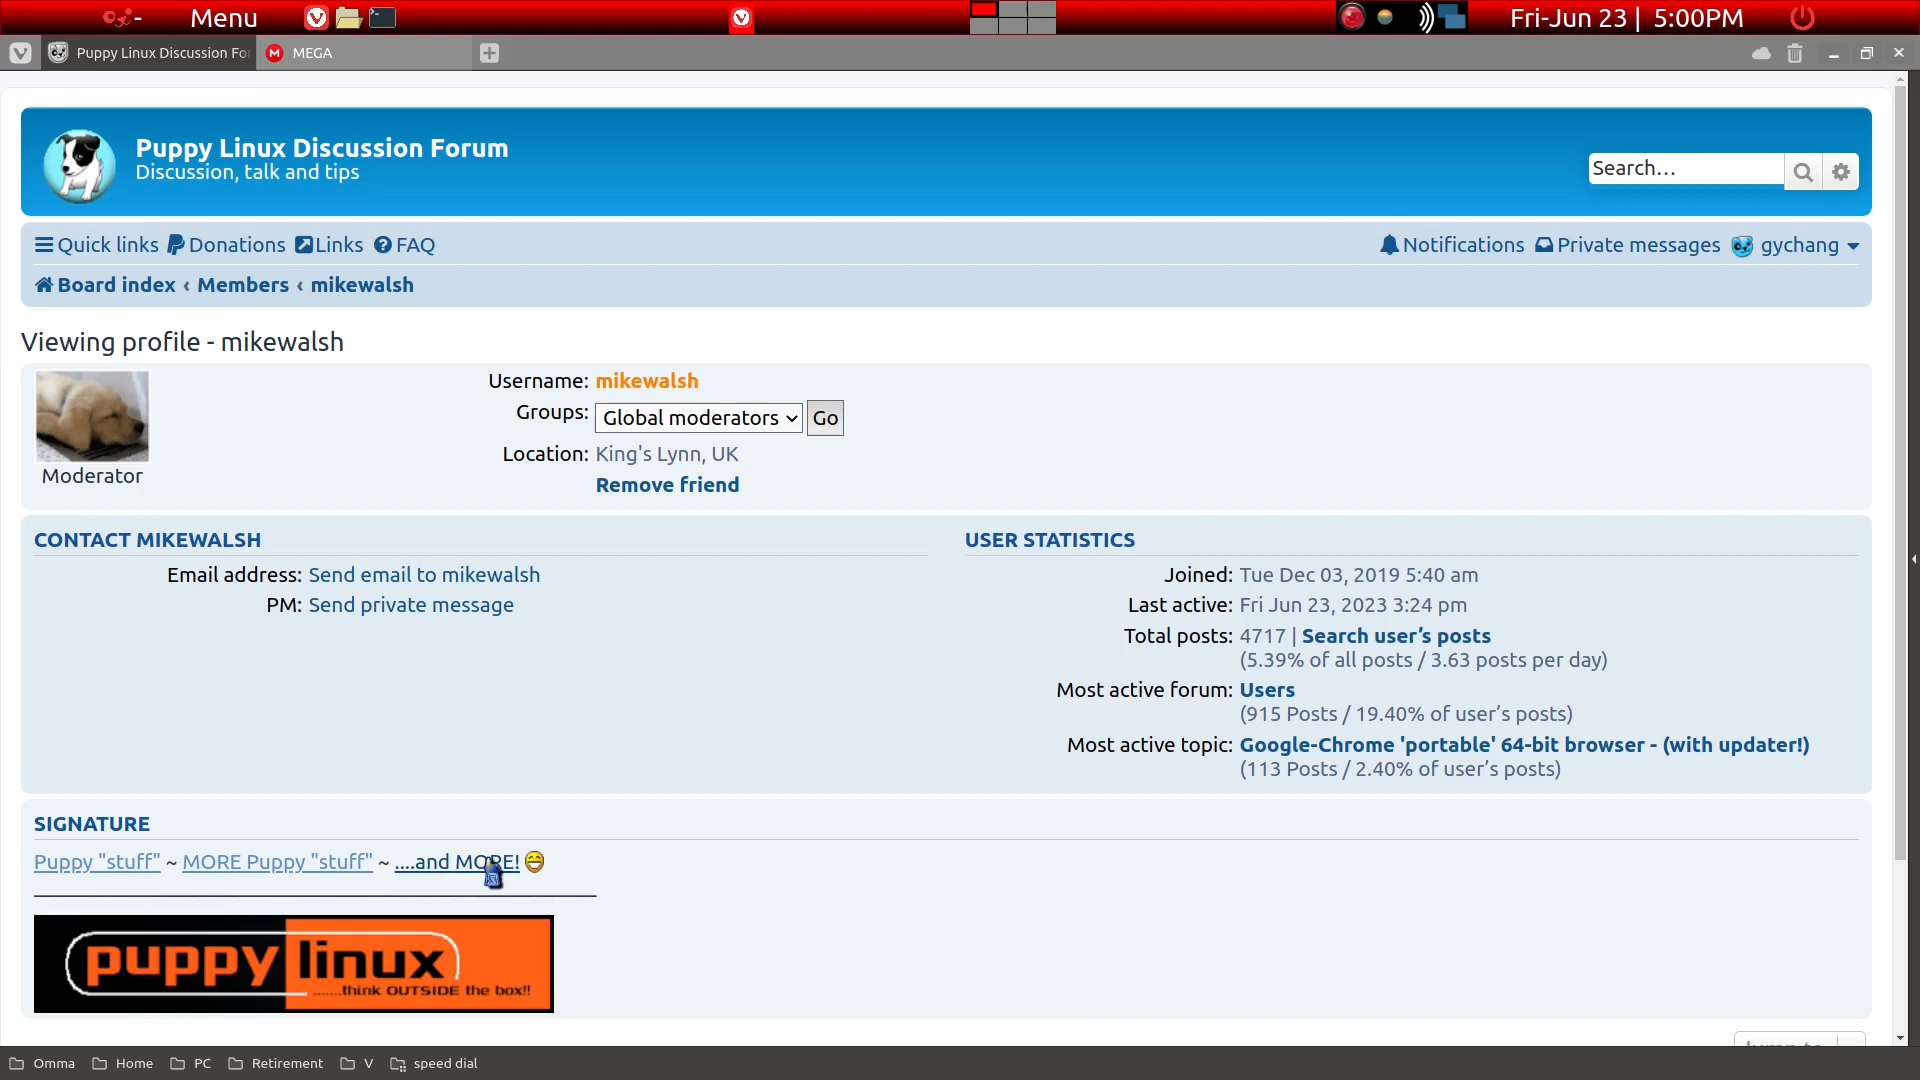 Menu
Fri-Jun 23 | 5:00PM
Puppy Linux Discussion Fo
MEGA
Puppy Linux Discussion Forum
Discussion, talk and tips
Search…
Quick links Donations Links FAQ
Notifications Private messages gychang
Board index ‹ Members ‹ mikewalsh
Viewing profile - mikewalsh
Moderator
Username: mikewalsh
Groups: Global moderators Go
Location: King's Lynn, UK
Remove friend
CONTACT MIKEWALSH
Email address: Send email to mikewalsh
PM: Send private message
USER STATISTICS
Joined: Tue Dec 03, 2019 5:40 am
Last active: Fri Jun 23, 2023 3:24 pm
Total posts: 4717 | Search user’s posts
(5.39% of all posts / 3.63 posts per day)
Most active forum: Users
(915 Posts / 19.40% of user’s posts)
Most active topic: Google-Chrome 'portable' 64-bit browser - (with updater!)
(113 Posts / 2.40% of user’s posts)
SIGNATURE
Puppy "stuff" ~ MORE Puppy "stuff" ~ ....and MORE!
puppy linux
.......think OUTSIDE the box!!
Omma Home PC Retirement V speed dial